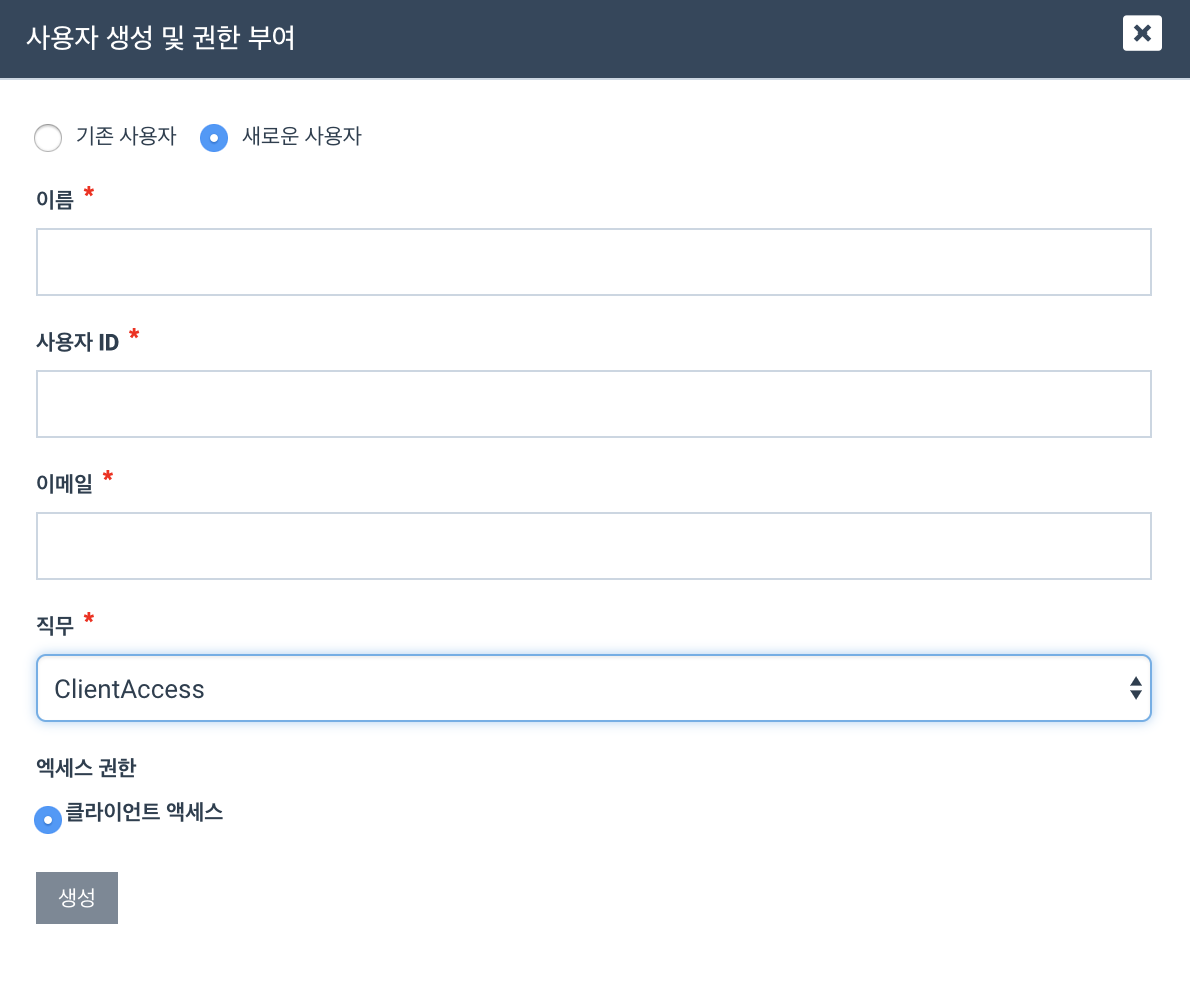 사용자 생성 및 권한 부여
기존 사용자 새로운 사용자
이름 *
사용자 ID *
이메일 *
직무 *
ClientAccess
엑세스 권한
클라이언트 액세스
생성